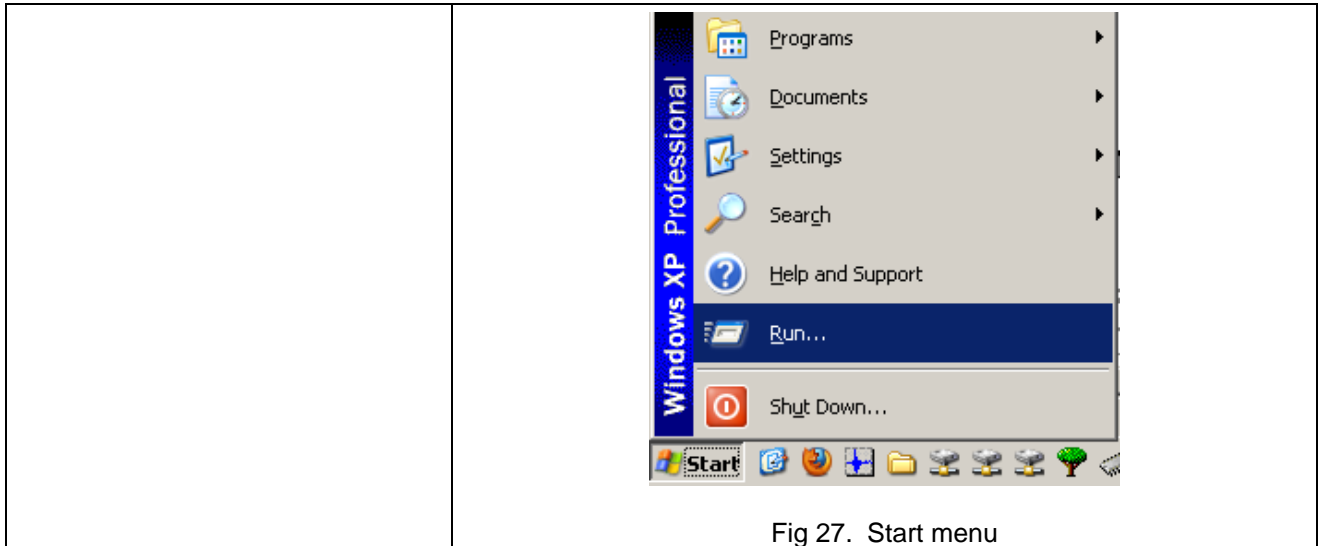 Programs
Documents
Settings
Search
Help and Support
Run...
Shut Down...
Windows XP Professional
Start
Fig 27. Start menu